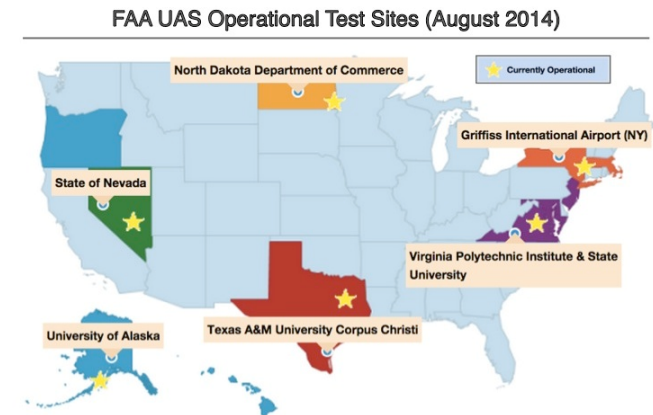 FAA UAS Operational Test Sites (August 2014)
North Dakota Department of Commerce
Currently Operational
Griffiss International Airport (NY)
State of Nevada
Virginia Polytechnic Institute & State
University
Texas A&M University Corpus Christi
University of Alaska